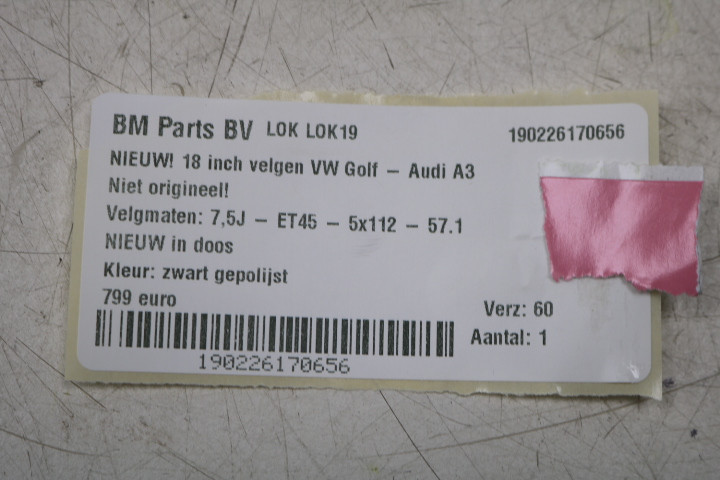 BM Parts BV LOK LOK19 190226170656
NIEUW! 18 inch velgen VW Golf – Audi A3
Niet origineel!
Velgmaten: 7,5J – ET45 – 5x112 – 57.1
NIEUW in doos
Kleur: zwart gepolijst
799 euro
Verz: 60
Aantal: 1
190226170656